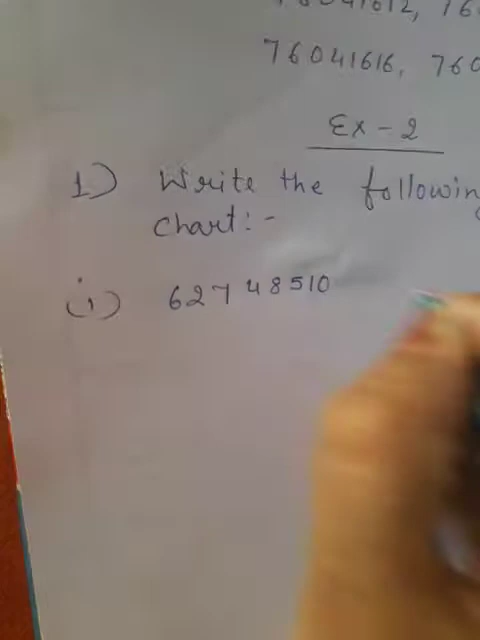 76041616, 760
Ex - 2
1) Write the following
chart:-
(i) 62748510